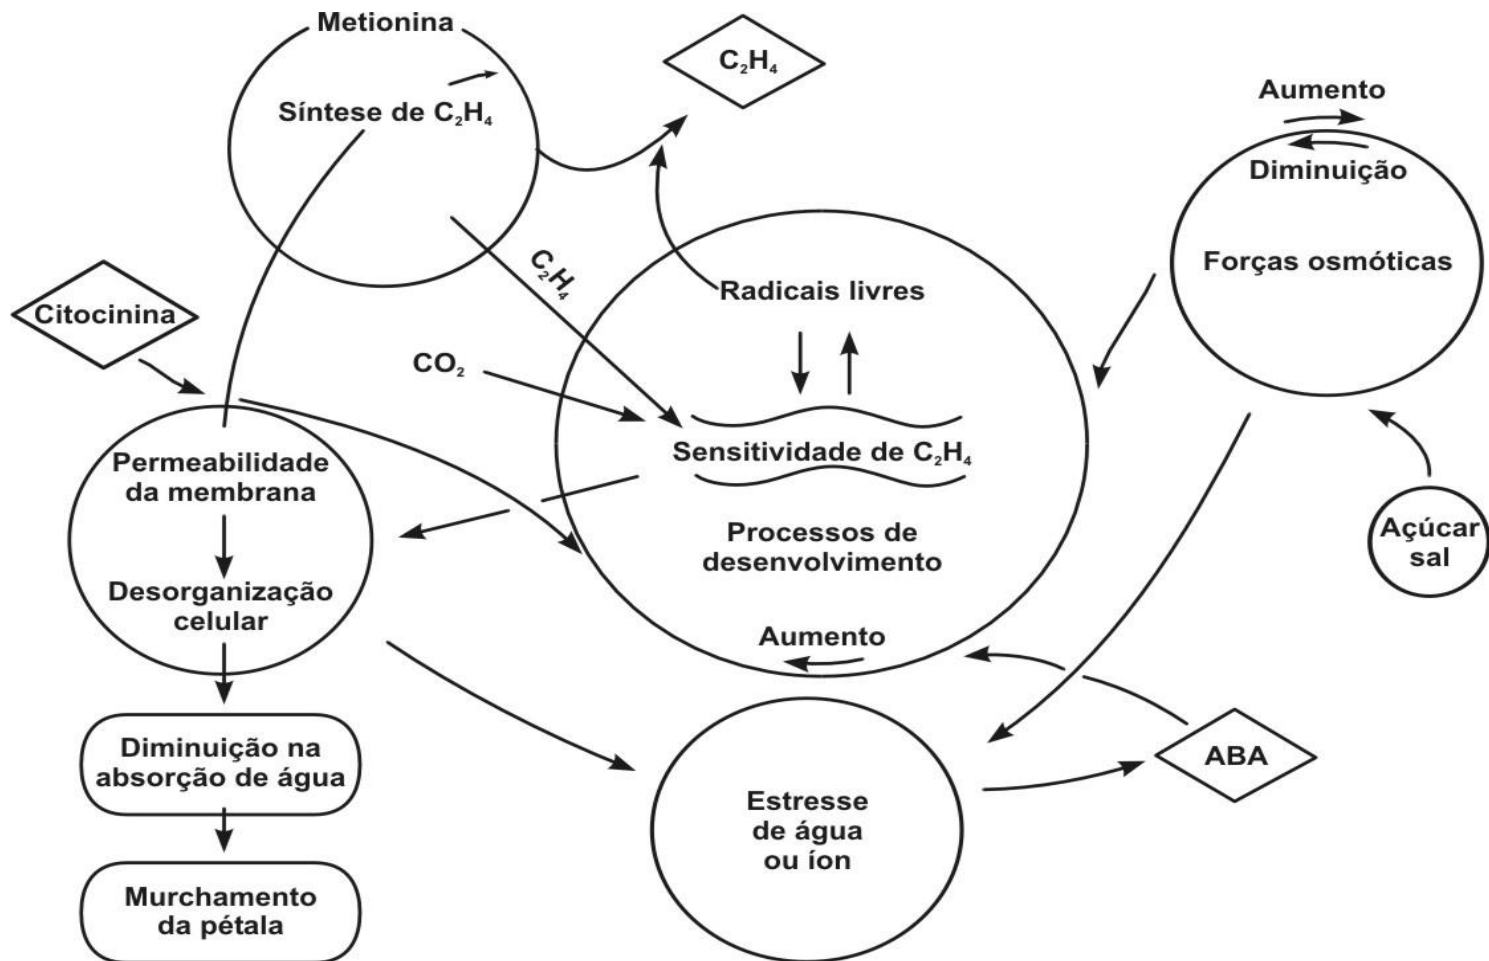 Metionina
Síntese de C₂H₄
C₂H₄
Aumento
Diminuição
Forças osmóticas
Citocinina
C₂H₄
Radicais livres
CO₂
Sensitividade de C₂H₄
Permeabilidade
da membrana
Desorganização
celular
Processos de
desenvolvimento
Aumento
Açúcar
sal
Diminuição na
absorção de água
Murchamento
da pétala
Estresse
de água
ou íon
ABA